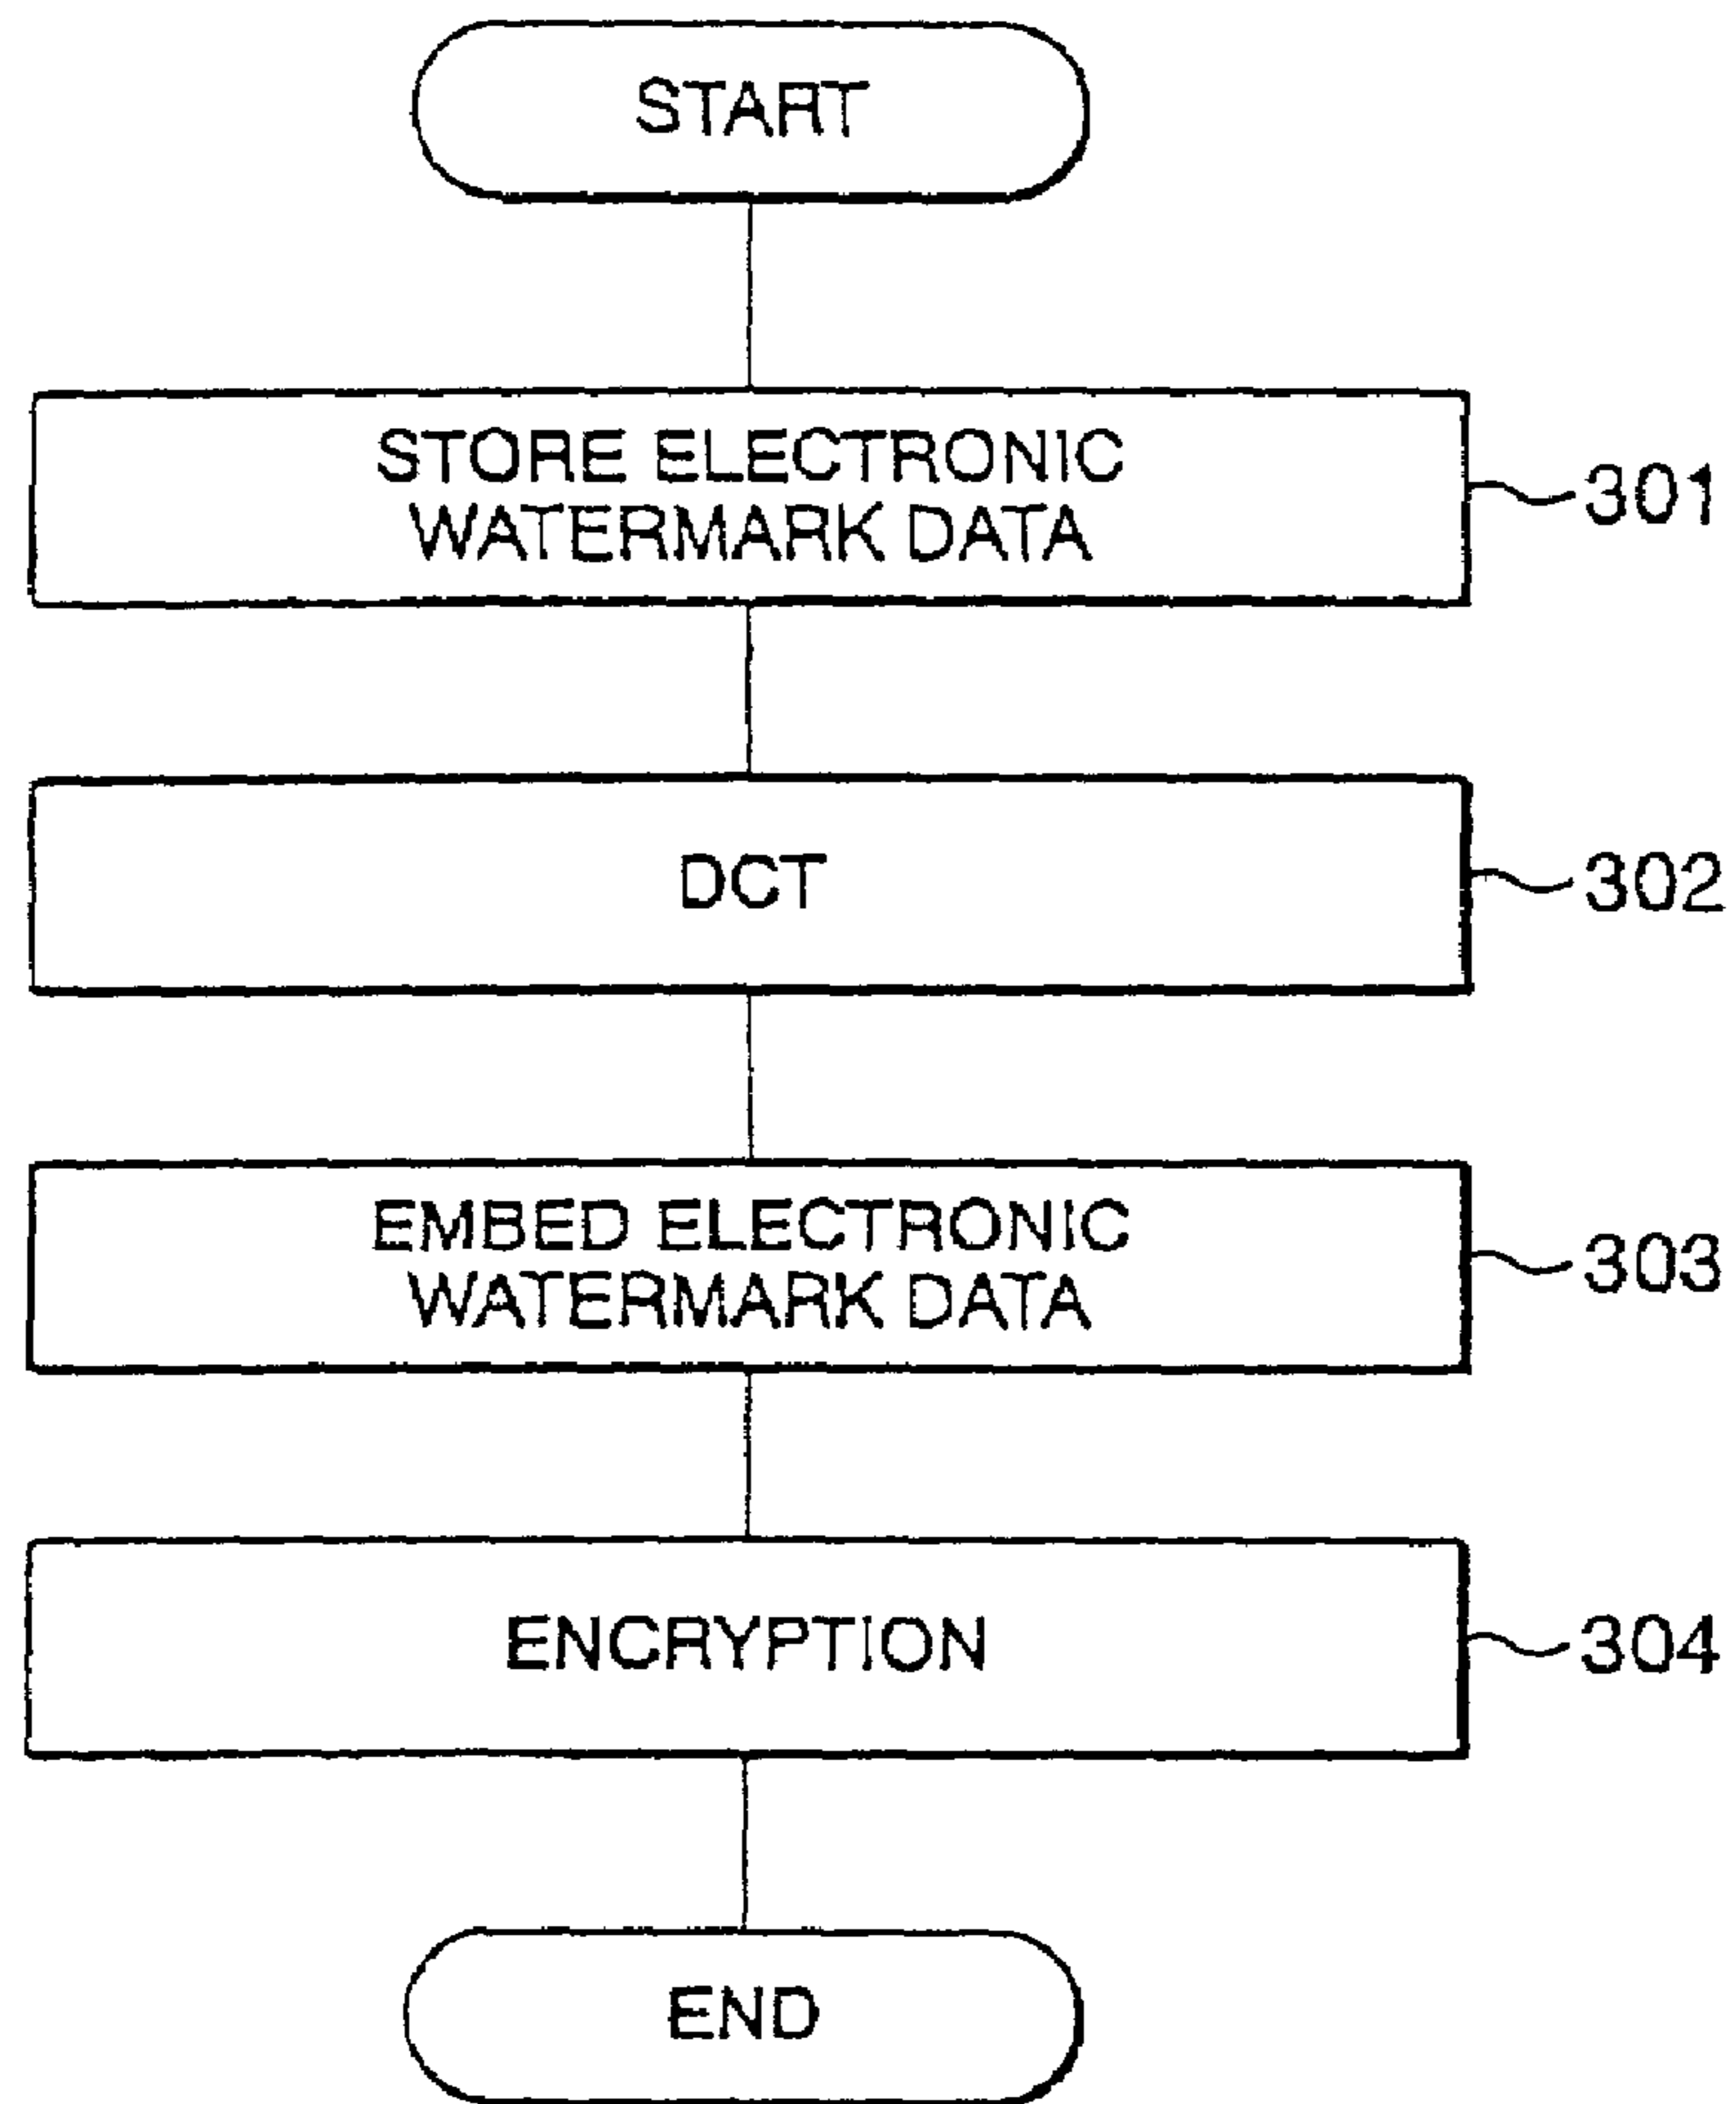 START
STORE ELECTRONIC
WATERMARK DATA
301
DCT
302
EMBED ELECTRONIC
WATERMARK DATA
303
ENCRYPTION
304
END